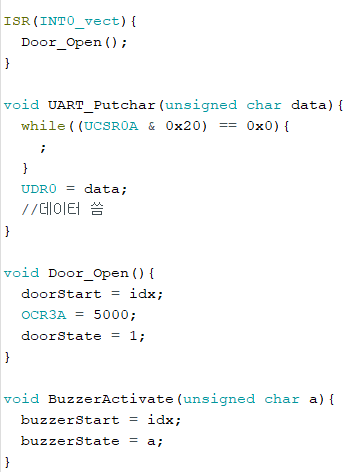 ISR(INT0_vect){
  Door_Open();
}

void UART_Putchar(unsigned char data){
  while((UCSR0A & 0x20) == 0x0){
    ;
  }
  UDR0 = data;
  //데이터 씀
}

void Door_Open(){
  doorStart = idx;
  OCR3A = 5000;
  doorState = 1;
}

void BuzzerActivate(unsigned char a){
  buzzerStart = idx;
  buzzerState = a;
}